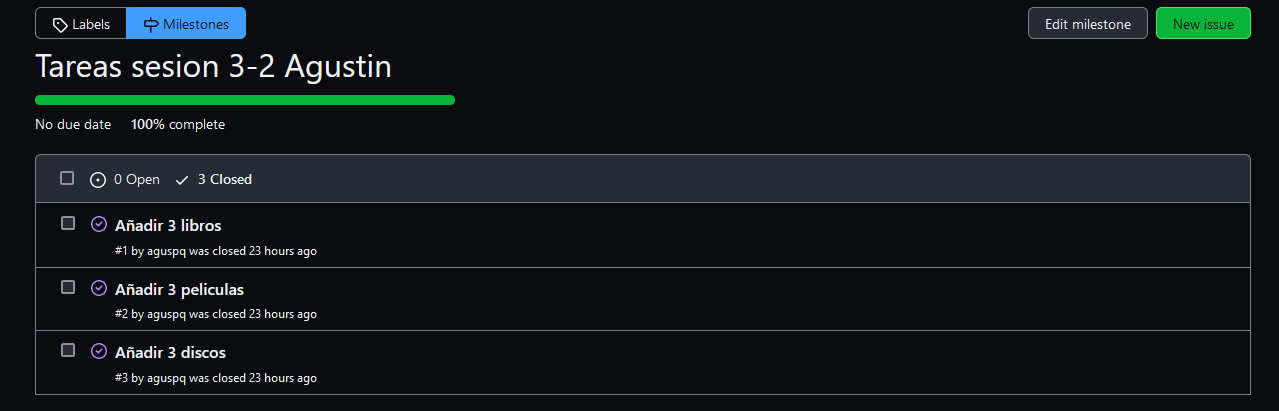 Labels Milestones Edit milestone New issue
Tareas sesion 3-2 Agustin
No due date 100% complete
0 Open 3 Closed
Añadir 3 libros
#1 by aguspq was closed 23 hours ago
Añadir 3 peliculas
#2 by aguspq was closed 23 hours ago
Añadir 3 discos
#3 by aguspq was closed 23 hours ago